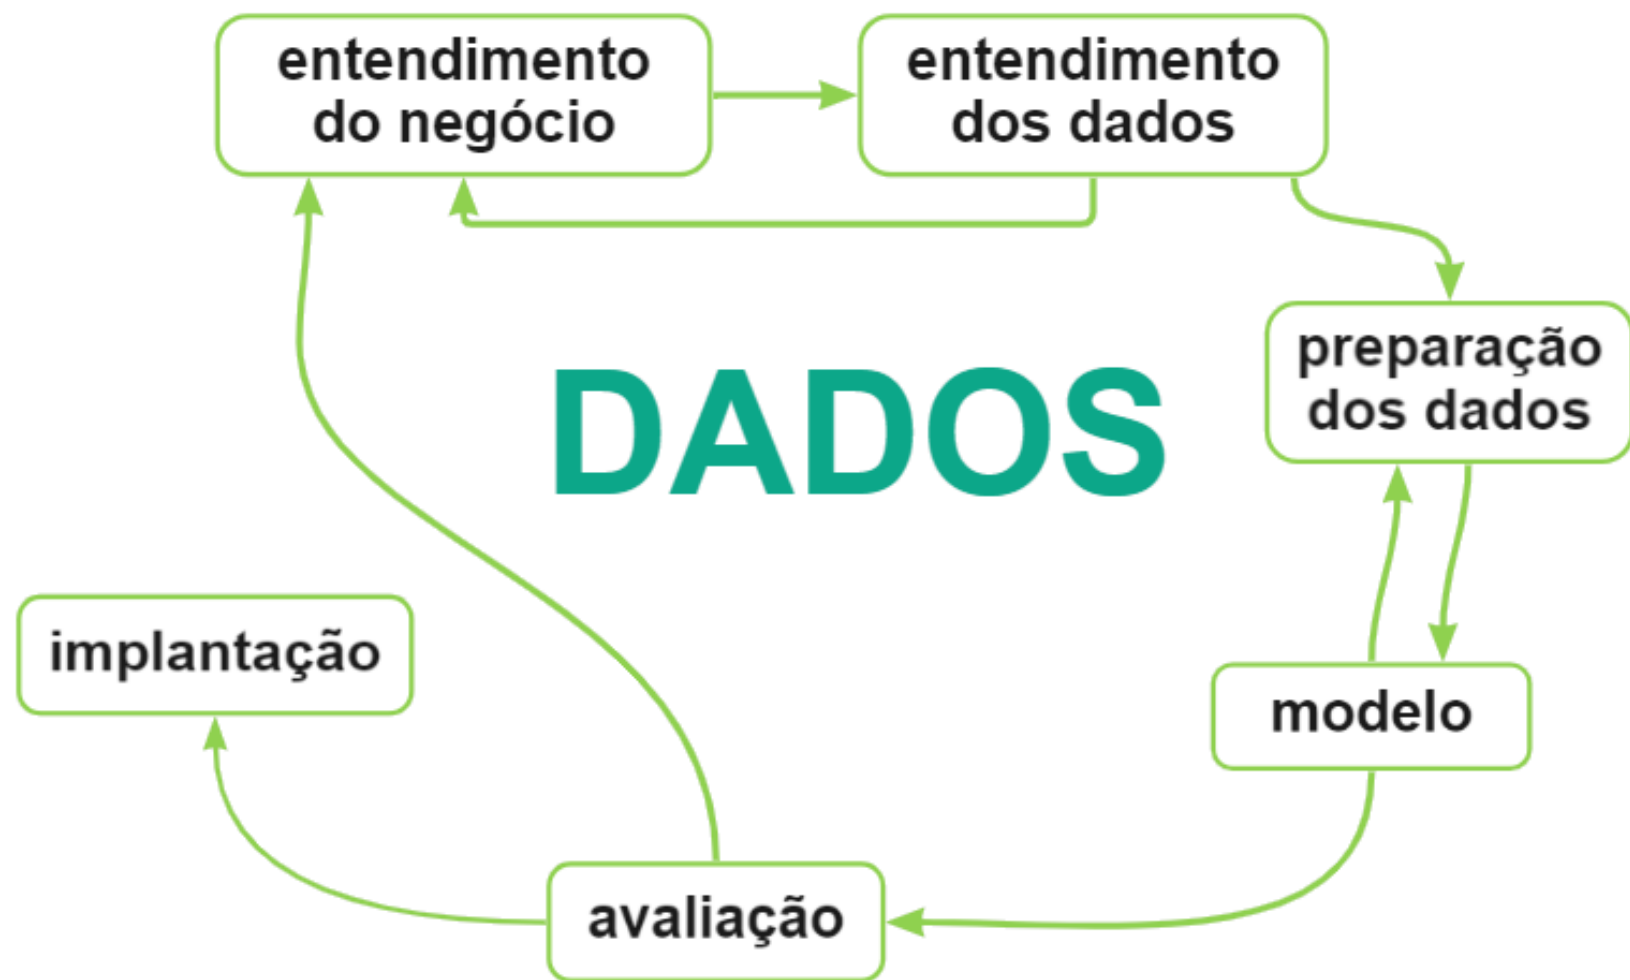 entendimento
do negócio
entendimento
dos dados
preparação
dos dados
DADOS
implantação
modelo
avaliação